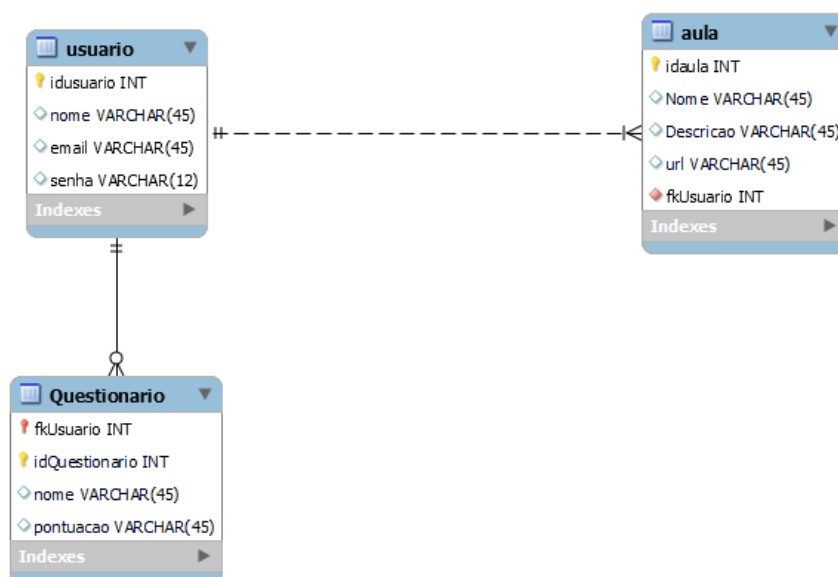 usuario
idusuario INT
nome VARCHAR(45)
email VARCHAR(45)
senha VARCHAR(12)
Indexes
aula
idaula INT
Nome VARCHAR(45)
Descricao VARCHAR(45)
url VARCHAR(45)
fkUsuario INT
Indexes
Questionario
fkUsuario INT
idQuestionario INT
nome VARCHAR(45)
pontuacao VARCHAR(45)
Indexes